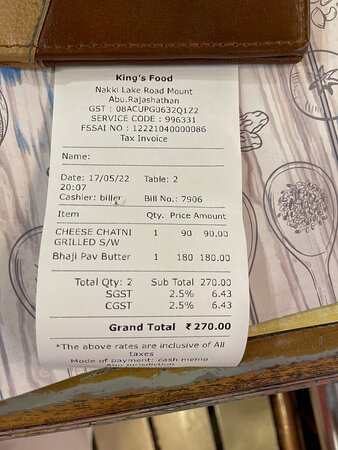 King's Food
Nakki Lake Road Mount
Abu.Rajashathan
GST : 08ACUPG0632Q1Z2
SERVICE CODE : 996331
FSSAI NO : 12221040000086
Tax Invoice
Name:
Date: 17/05/22 Table: 2
20:07
Cashier: biller Bill No.: 7906
Item Qty. Price Amount
CHEESE CHATNI 1 90 90.00
GRILLED S/W
Bhaji Pav Butter 1 180 180.00
Total Qty: 2 Sub Total 270.00
SGST 2.5% 6.43
CGST 2.5% 6.43
Grand Total ₹270.00
*The above rates are inclusive of All
taxes
Mode of payment: cash memo
Abu jurisdiction